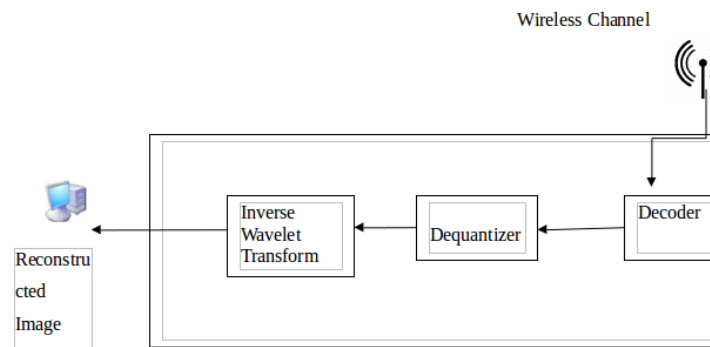 Wireless Channel
Inverse
Wavelet
Transform
Dequantizer
Decoder
Reconstru
cted
Image